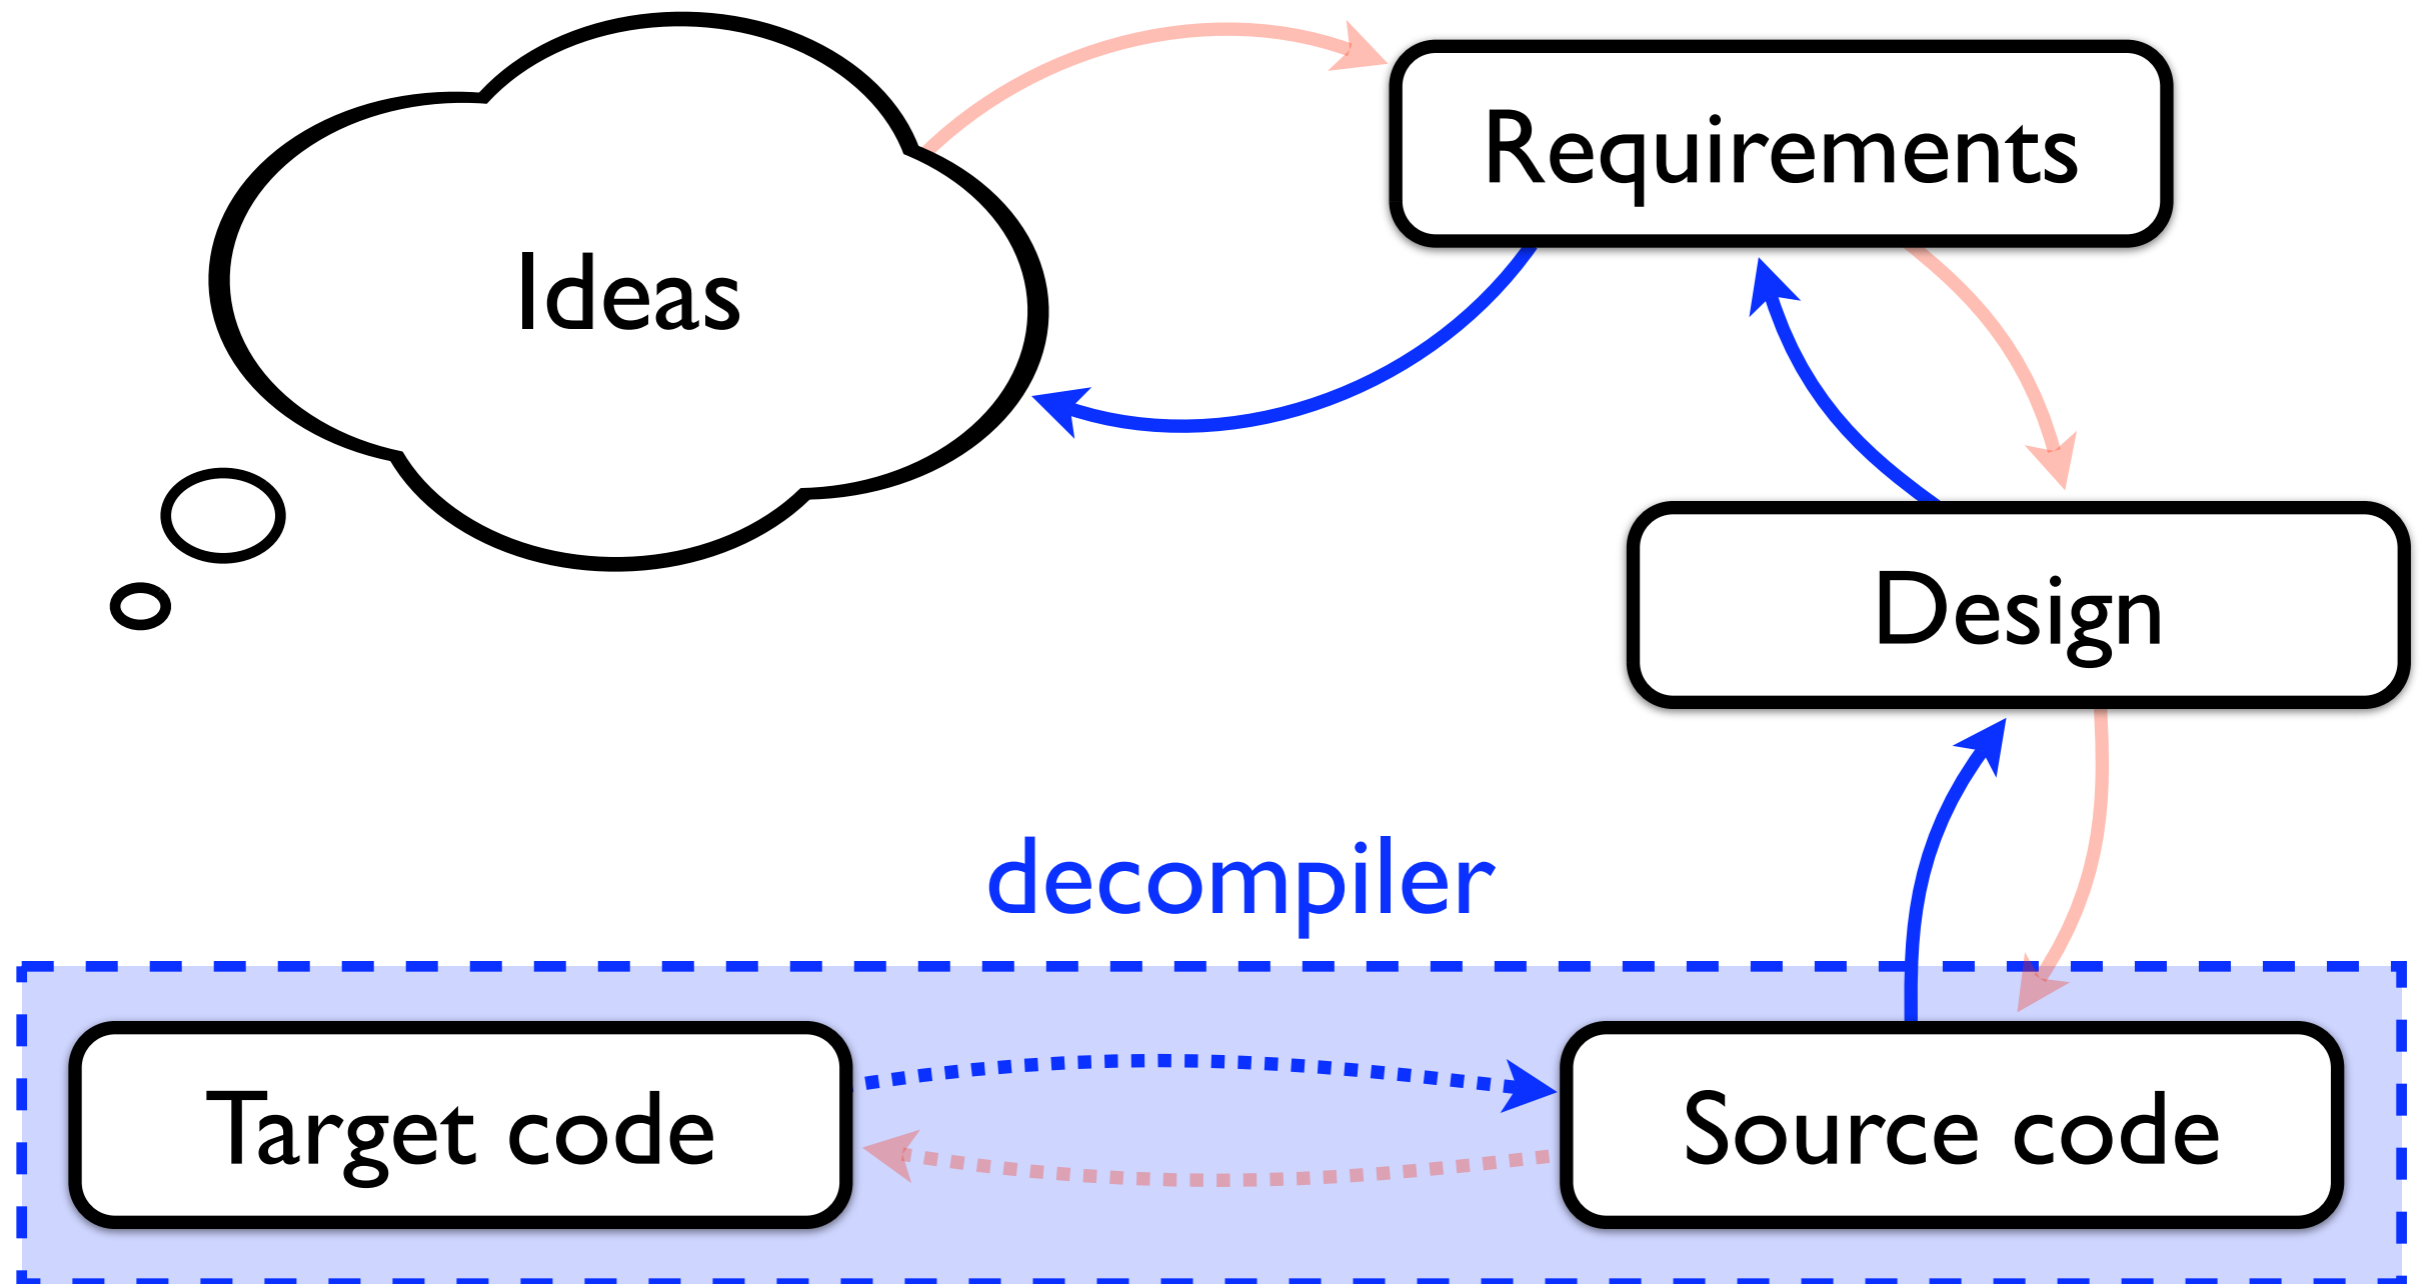 Requirements
Ideas
Design
decompiler
Target code
Source code